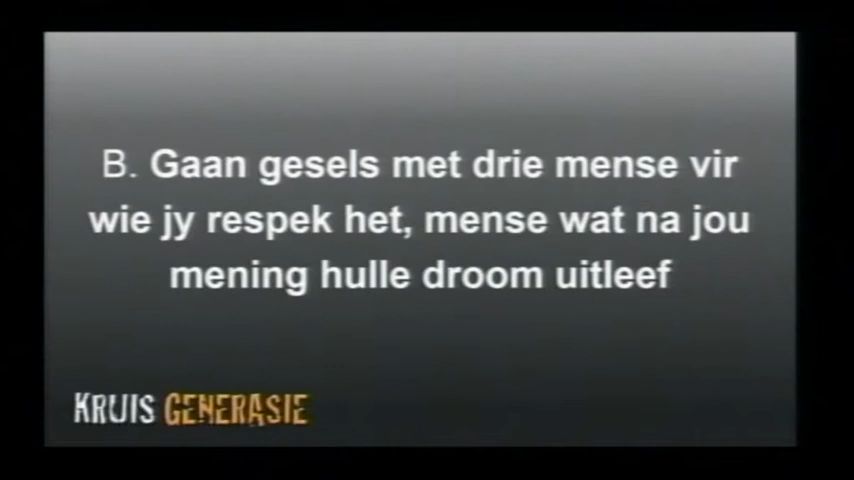 B. Gaan gesels met drie mense vir
wie jy respek het, mense wat na jou
mening hulle droom uitleef
KRUIS GENERASIE